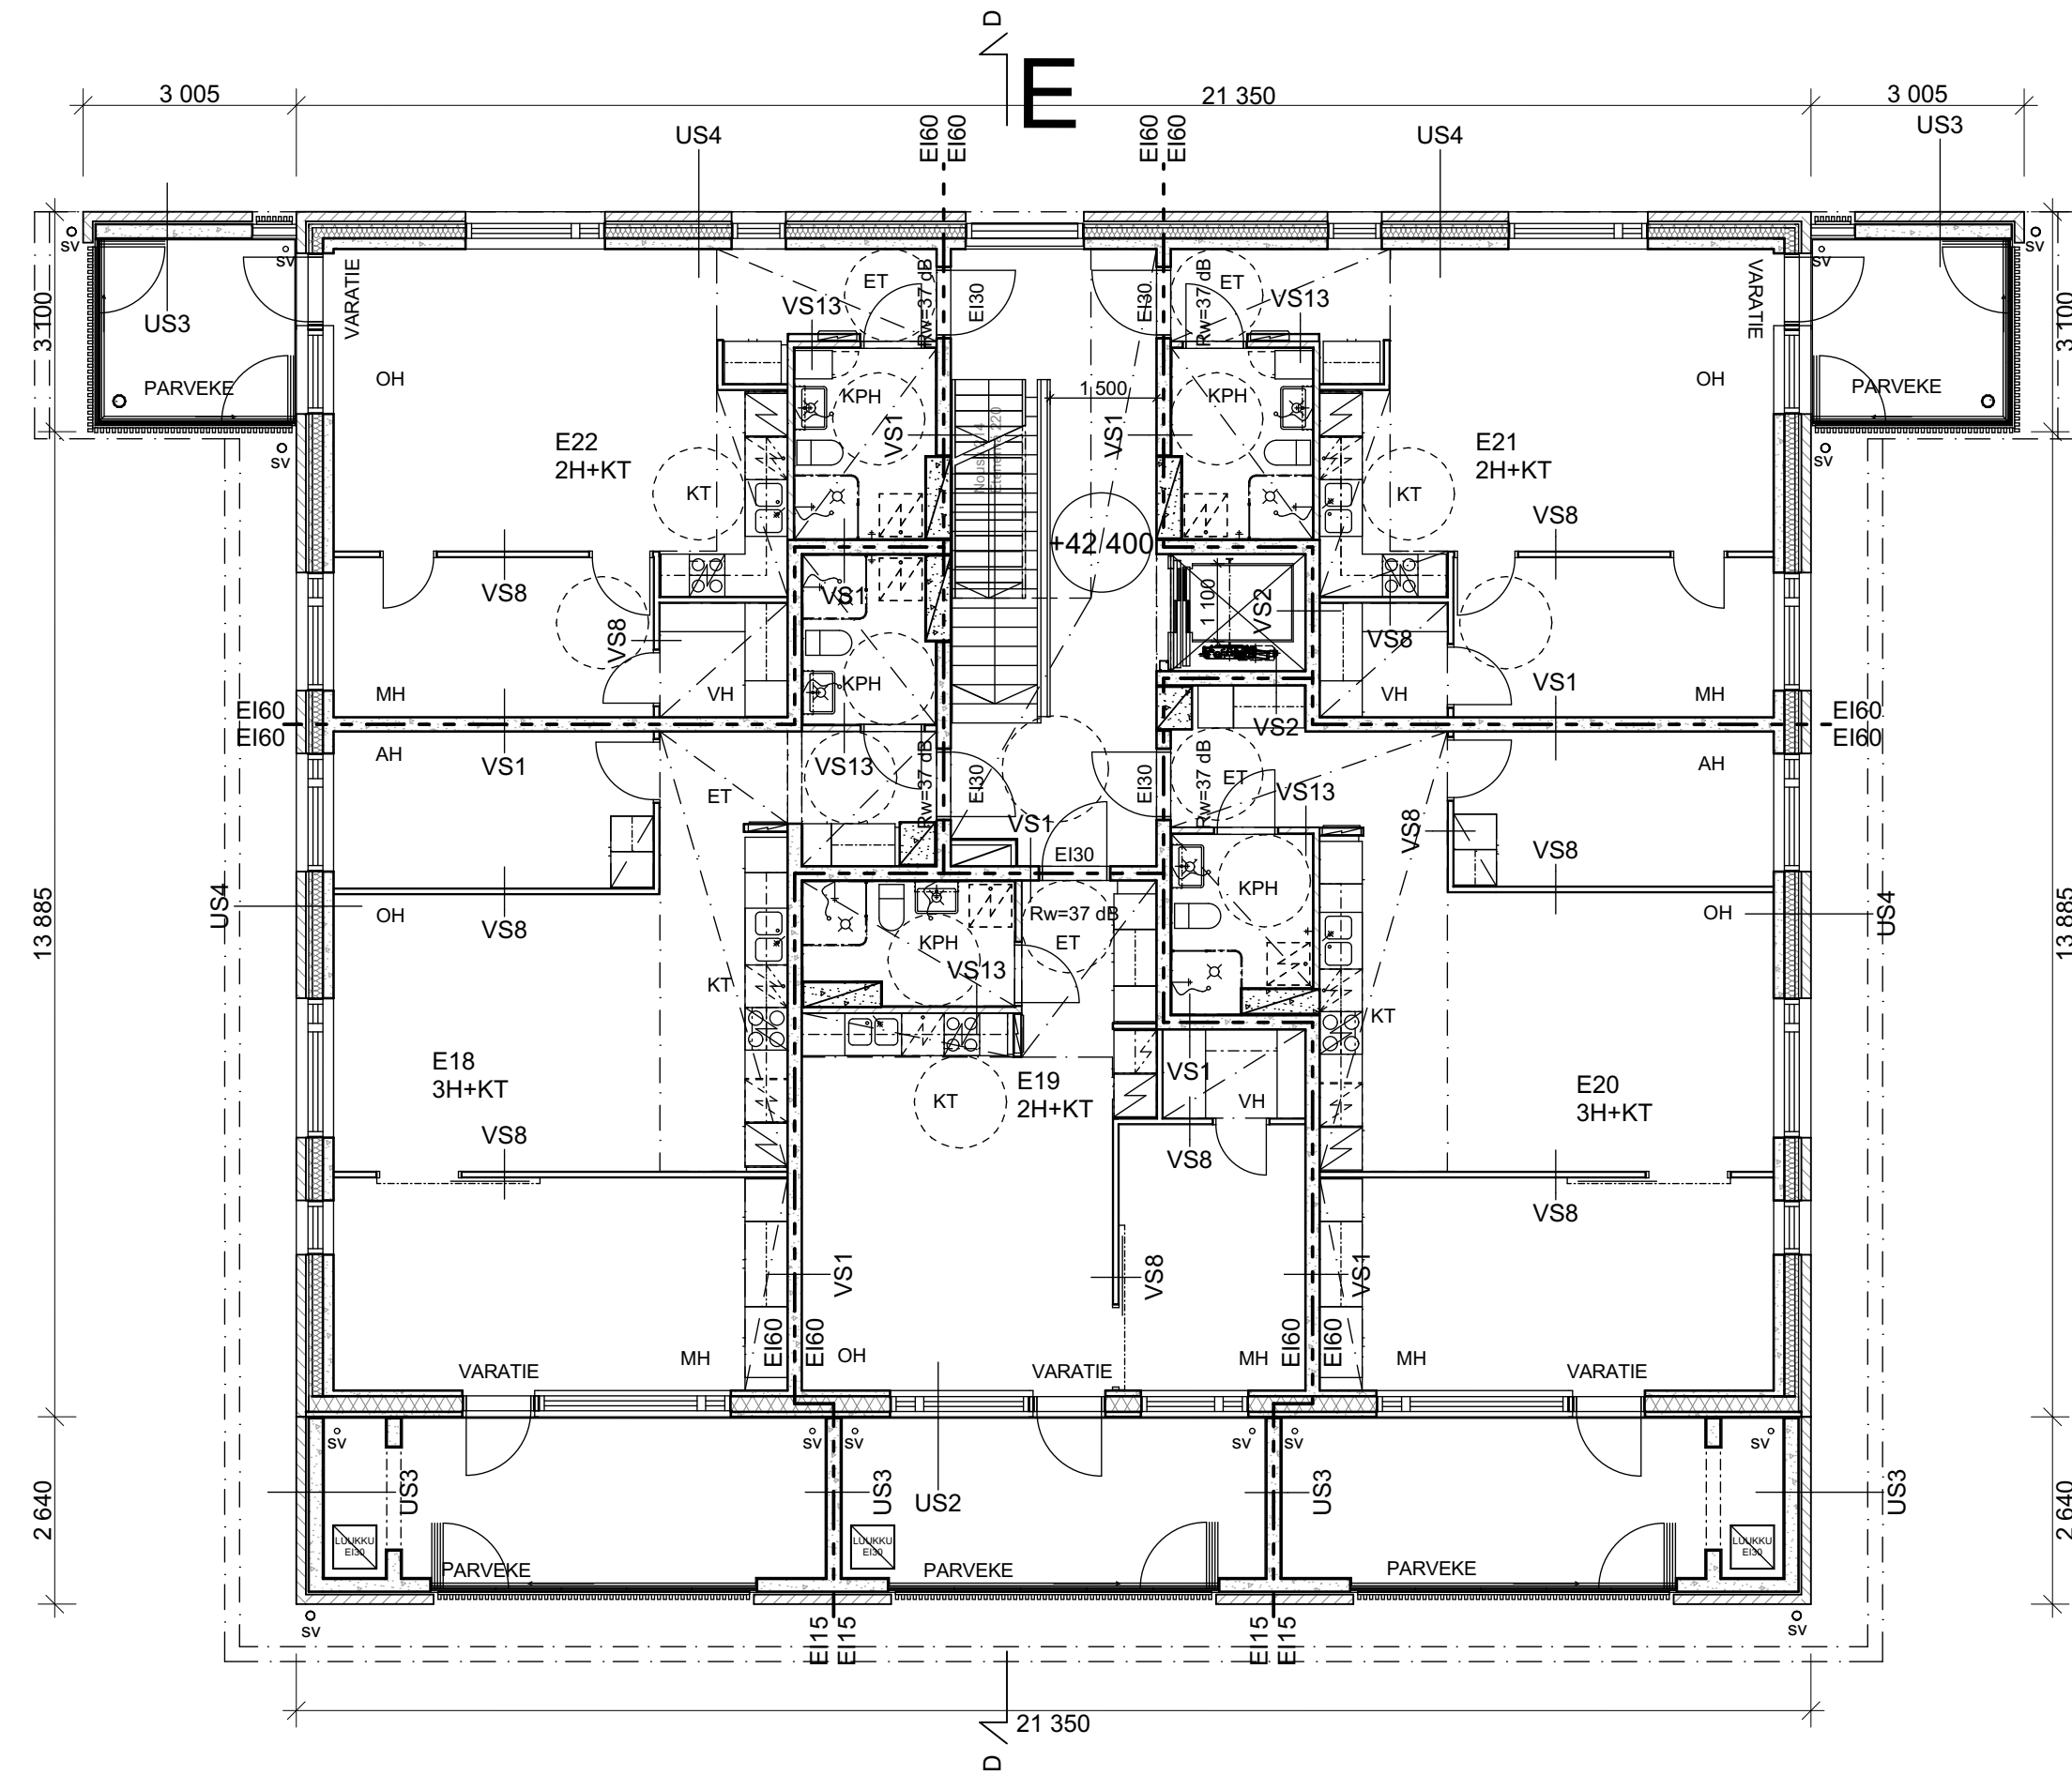 D
E
3 005
21 350
3 005
US4
EI60
EI60
EI60
EI60
US4
US3
sv
sv
VARATIE
ET
Rw=37 dB
EI30
EI30
Rw=37 dB
ET
VARATIE
sv
sv
VS13
VS13
3 100
US3
3 100
PARVEKE
OH
KPH
1 500
KPH
OH
PARVEKE
E22
2H+KT
VS1
VS1
E21
2H+KT
sv
sv
KT
KT
VS8
+42 400
VS8
VS1
1 100
VS2
VS8
VS8
MH
VH
KPH
VH
VS1
MH
EI60
EI60
VS2
EI60
EI60
AH
VS1
VS13
Rw=37 dB
EI30
EI30
Rw=37 dB
ET
AH
ET
VS13
VS1
VS8
VS8
EI30
US4
OH
VS8
KPH
Rw=37 dB
ET
KPH
OH
US4
13 885
13 885
KT
VS13
KT
E18
3H+KT
E19
2H+KT
VS1
E20
3H+KT
KT
VH
VS8
VS8
VS8
VS1
VS8
VS1
EI60
EI60
EI60
EI60
VARATIE
MH
OH
VARATIE
MH
MH
VARATIE
sv
sv
sv
sv
sv
sv
2 640
US3
US3
US2
US3
US3
2 640
LUUKKU
EI30
LUUKKU
EI30
LUUKKU
EI30
PARVEKE
PARVEKE
PARVEKE
sv
sv
EI15
EI15
EI15
EI15
21 350
D